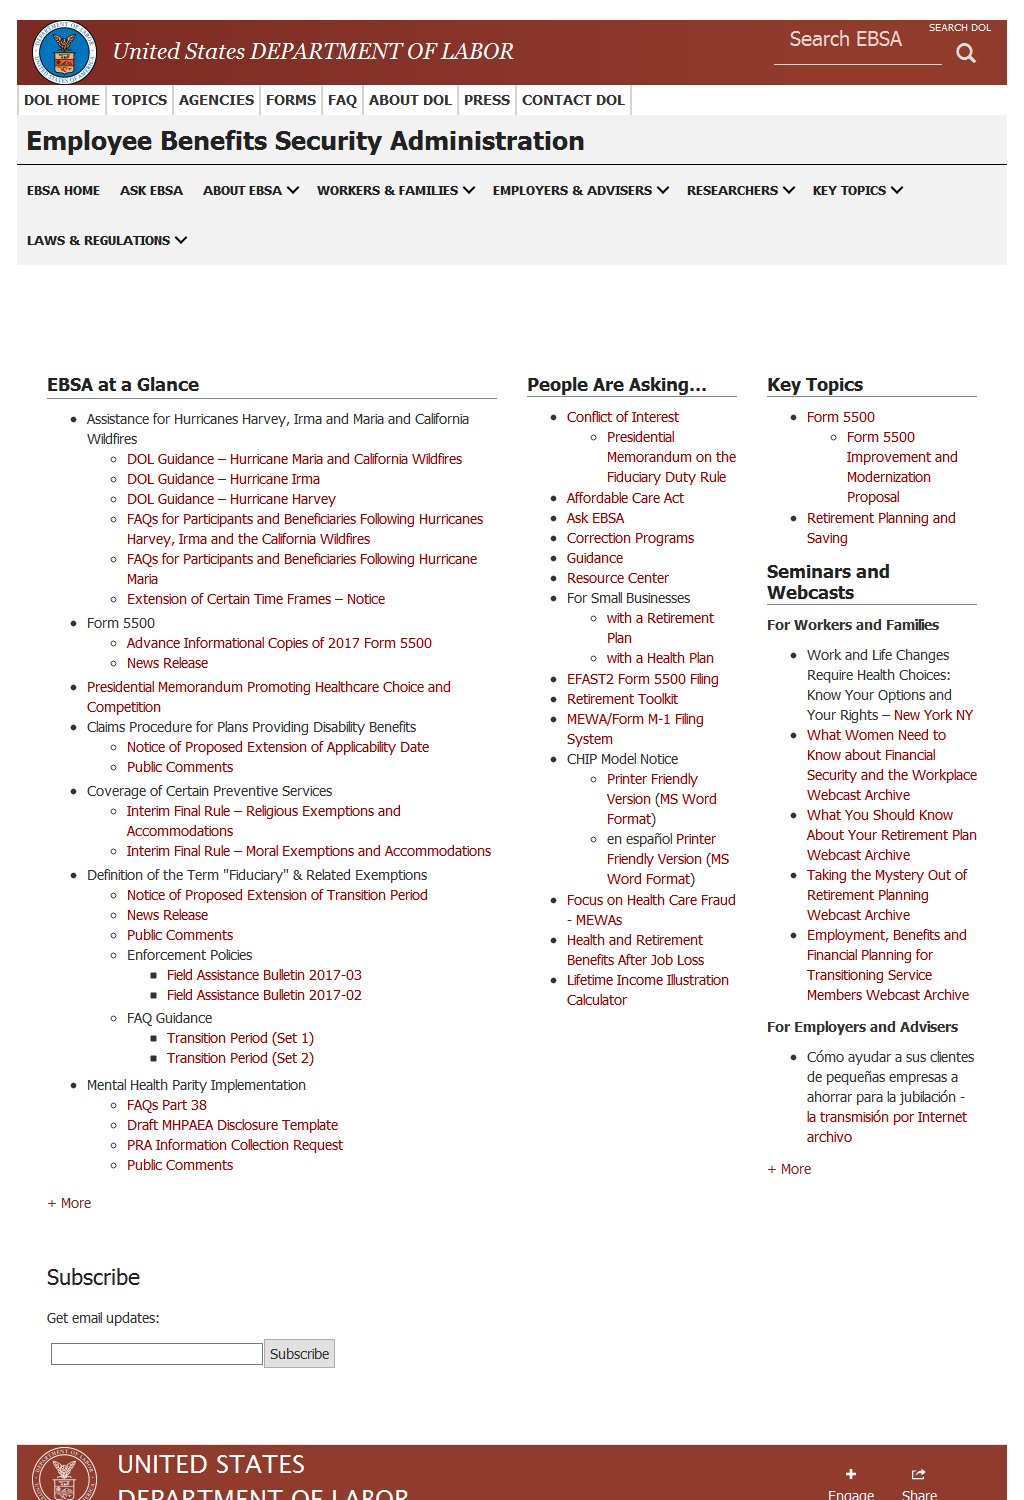 United States DEPARTMENT OF LABOR
Search EBSA
SEARCH DOL
DOL HOME
TOPICS
AGENCIES
FORMS
FAQ
ABOUT DOL
PRESS
CONTACT DOL
Employee Benefits Security Administration
EBSA HOME
ASK EBSA
ABOUT EBSA
WORKERS & FAMILIES
EMPLOYERS & ADVISERS
RESEARCHERS
KEY TOPICS
LAWS & REGULATIONS
EBSA at a Glance
Assistance for Hurricanes Harvey, Irma and Maria and California
Wildfires
DOL Guidance – Hurricane Maria and California Wildfires
DOL Guidance – Hurricane Irma
DOL Guidance – Hurricane Harvey
FAQs for Participants and Beneficiaries Following Hurricanes
Harvey, Irma and the California Wildfires
FAQs for Participants and Beneficiaries Following Hurricane
Maria
Extension of Certain Time Frames – Notice
Form 5500
Advance Informational Copies of 2017 Form 5500
News Release
Presidential Memorandum Promoting Healthcare Choice and
Competition
Claims Procedure for Plans Providing Disability Benefits
Notice of Proposed Extension of Applicability Date
Public Comments
Coverage of Certain Preventive Services
Interim Final Rule – Religious Exemptions and
Accommodations
Interim Final Rule – Moral Exemptions and Accommodations
Definition of the Term "Fiduciary" & Related Exemptions
Notice of Proposed Extension of Transition Period
News Release
Public Comments
Enforcement Policies
Field Assistance Bulletin 2017-03
Field Assistance Bulletin 2017-02
FAQ Guidance
Transition Period (Set 1)
Transition Period (Set 2)
Mental Health Parity Implementation
FAQs Part 38
Draft MHPAEA Disclosure Template
PRA Information Collection Request
Public Comments
+ More
People Are Asking...
Conflict of Interest
Presidential
Memorandum on the
Fiduciary Duty Rule
Affordable Care Act
Ask EBSA
Correction Programs
Guidance
Resource Center
For Small Businesses
with a Retirement
Plan
with a Health Plan
EFAST2 Form 5500 Filing
Retirement Toolkit
MEWA/Form M-1 Filing
System
CHIP Model Notice
Printer Friendly
Version (MS Word
Format)
en español Printer
Friendly Version (MS
Word Format)
Focus on Health Care Fraud
- MEWAs
Health and Retirement
Benefits After Job Loss
Lifetime Income Illustration
Calculator
Key Topics
Form 5500
Form 5500
Improvement and
Modernization
Proposal
Retirement Planning and
Saving
Seminars and
Webcasts
For Workers and Families
Work and Life Changes
Require Health Choices:
Know Your Options and
Your Rights – New York NY
What Women Need to
Know about Financial
Security and the Workplace
Webcast Archive
What You Should Know
About Your Retirement Plan
Webcast Archive
Taking the Mystery Out of
Retirement Planning
Webcast Archive
Employment, Benefits and
Financial Planning for
Transitioning Service
Members Webcast Archive
For Employers and Advisers
Cómo ayudar a sus clientes
de pequeñas empresas a
ahorrar para la jubilación -
la transmisión por Internet
archivo
+ More
Subscribe
Get email updates:
Subscribe
UNITED STATES
DEPARTMENT OF LABOR
Engage
Share